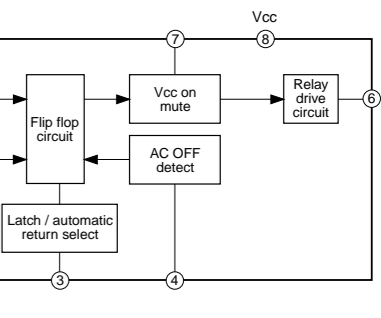 Vcc
7
8
Flip flop
circuit
Vcc on
mute
Relay
drive
circuit
6
AC OFF
detect
Latch / automatic
return select
3
4